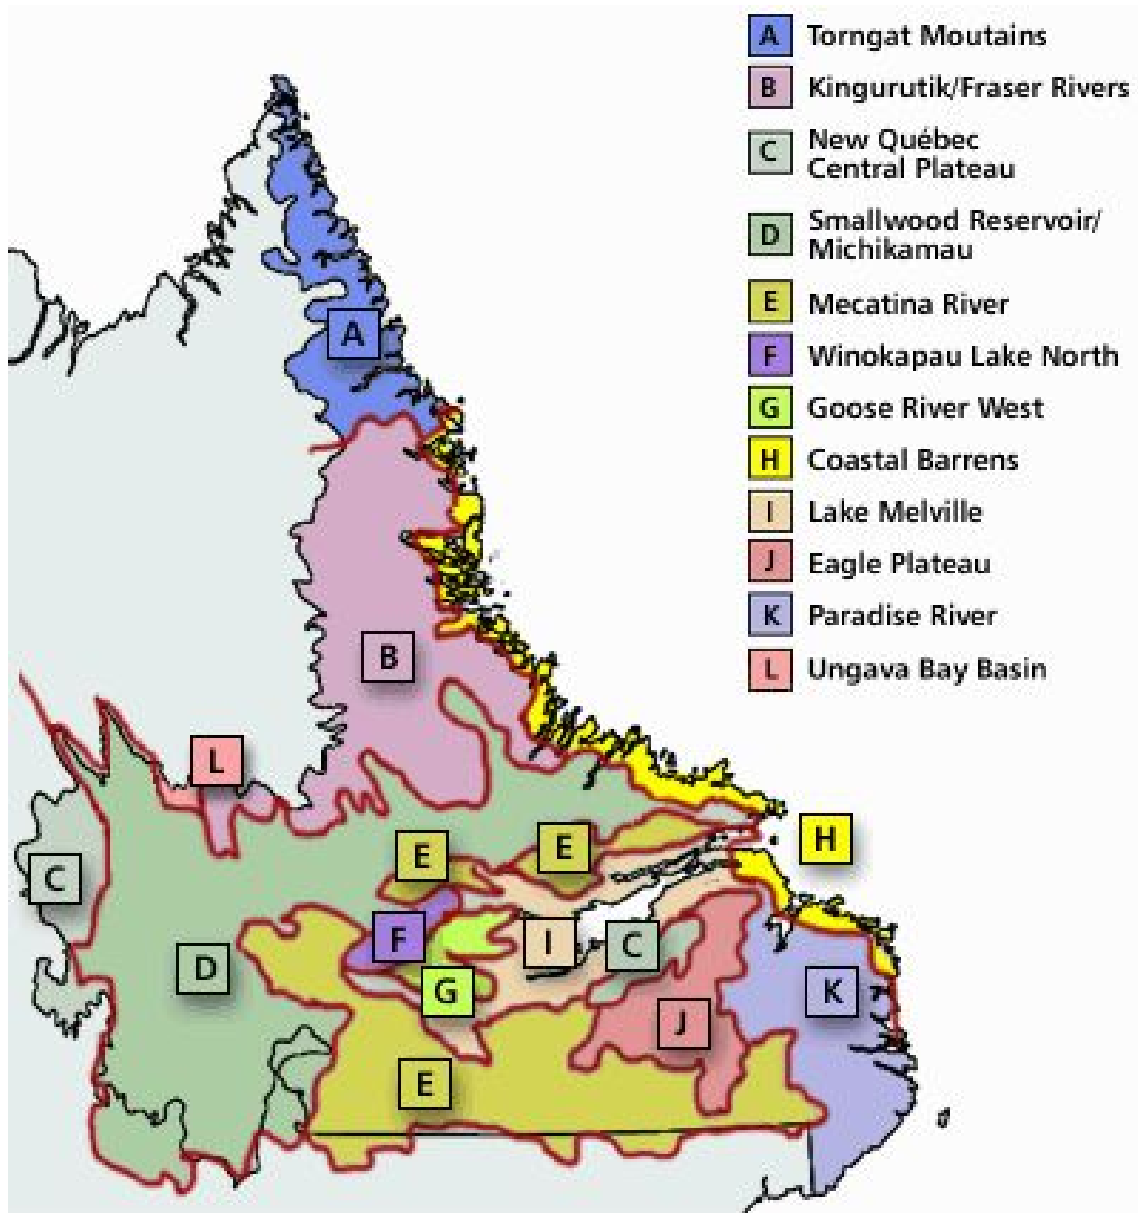 A Torngat Moutains
B Kingurutik/Fraser Rivers
C New Québec
Central Plateau
D Smallwood Reservoir/
Michikamau
E Mecatina River
F Winokapau Lake North
G Goose River West
H Coastal Barrens
I Lake Melville
J Eagle Plateau
K Paradise River
L Ungava Bay Basin
A
B
L
H
E
E
C
F
I
C
D
G
K
J
E